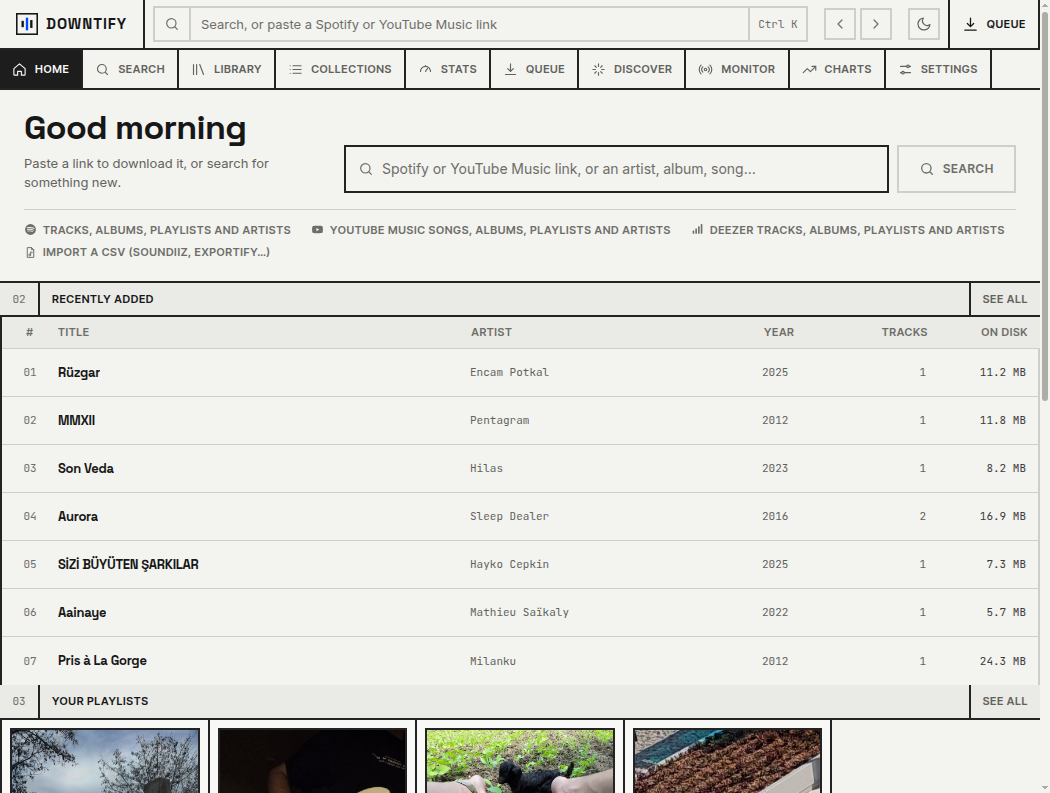 DOWNTIFY
Search, or paste a Spotify or YouTube Music link
Ctrl K
QUEUE
HOME
SEARCH
LIBRARY
COLLECTIONS
STATS
QUEUE
DISCOVER
MONITOR
CHARTS
SETTINGS
Good morning
Paste a link to download it, or search for
something new.
Spotify or YouTube Music link, or an artist, album, song...
SEARCH
TRACKS, ALBUMS, PLAYLISTS AND ARTISTS
YOUTUBE MUSIC SONGS, ALBUMS, PLAYLISTS AND ARTISTS
DEEZER TRACKS, ALBUMS, PLAYLISTS AND ARTISTS
IMPORT A CSV (SOUNDIIZ, EXPORTIFY...)
02 RECENTLY ADDED SEE ALL
# TITLE ARTIST YEAR TRACKS ON DISK
01 Rüzgar Encam Potkal 2025 1 11.2 MB
02 MMXII Pentagram 2012 1 11.8 MB
03 Son Veda Hilas 2023 1 8.2 MB
04 Aurora Sleep Dealer 2016 2 16.9 MB
05 SİZİ BÜYÜTEN ŞARKILAR Hayko Cepkin 2025 1 7.3 MB
06 Aainaye Mathieu Saïkaly 2022 1 5.7 MB
07 Pris à La Gorge Milanku 2012 1 24.3 MB
03 YOUR PLAYLISTS SEE ALL